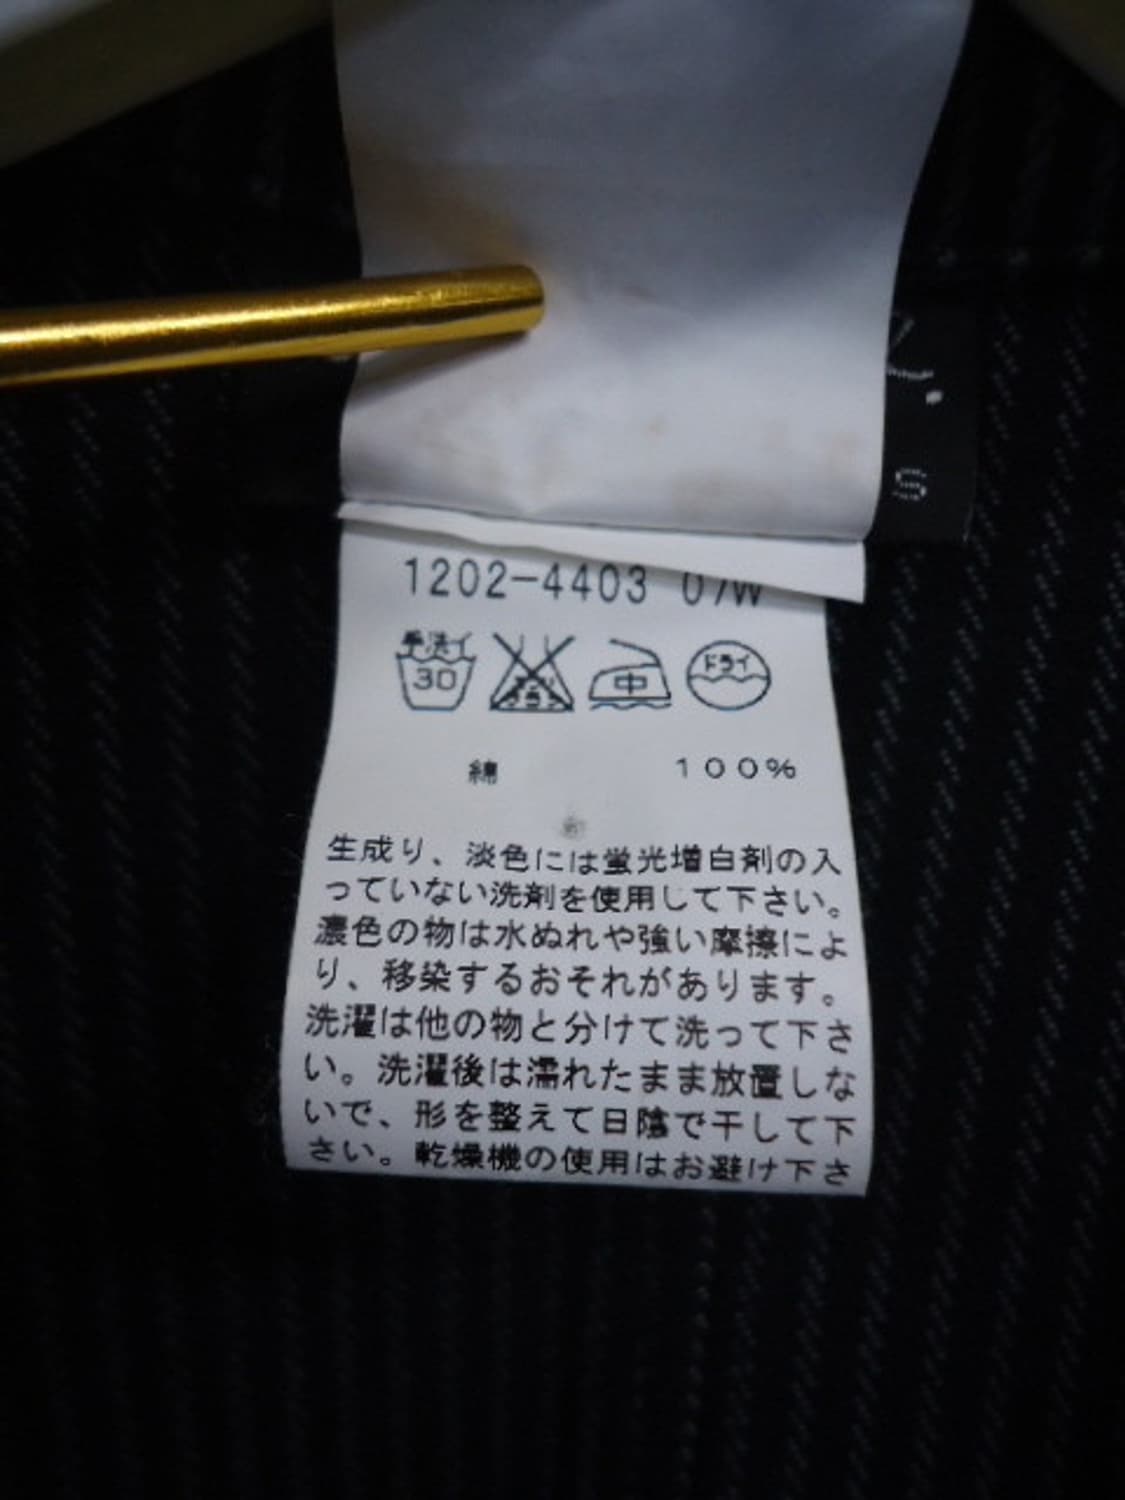 S
1202-4403 07W
手洗イ 30 エンソサラシ 中 ドライ
綿 100%
生成り、淡色には蛍光増白剤の入
っていない洗剤を使用して下さい。
濃色の物は水ぬれや強い摩擦によ
り、移染するおそれがあります。
洗濯は他の物と分けて洗って下さ
い。洗濯後は濡れたまま放置しな
いで、形を整えて日陰で干して下
さい。乾燥機の使用はお避け下さ